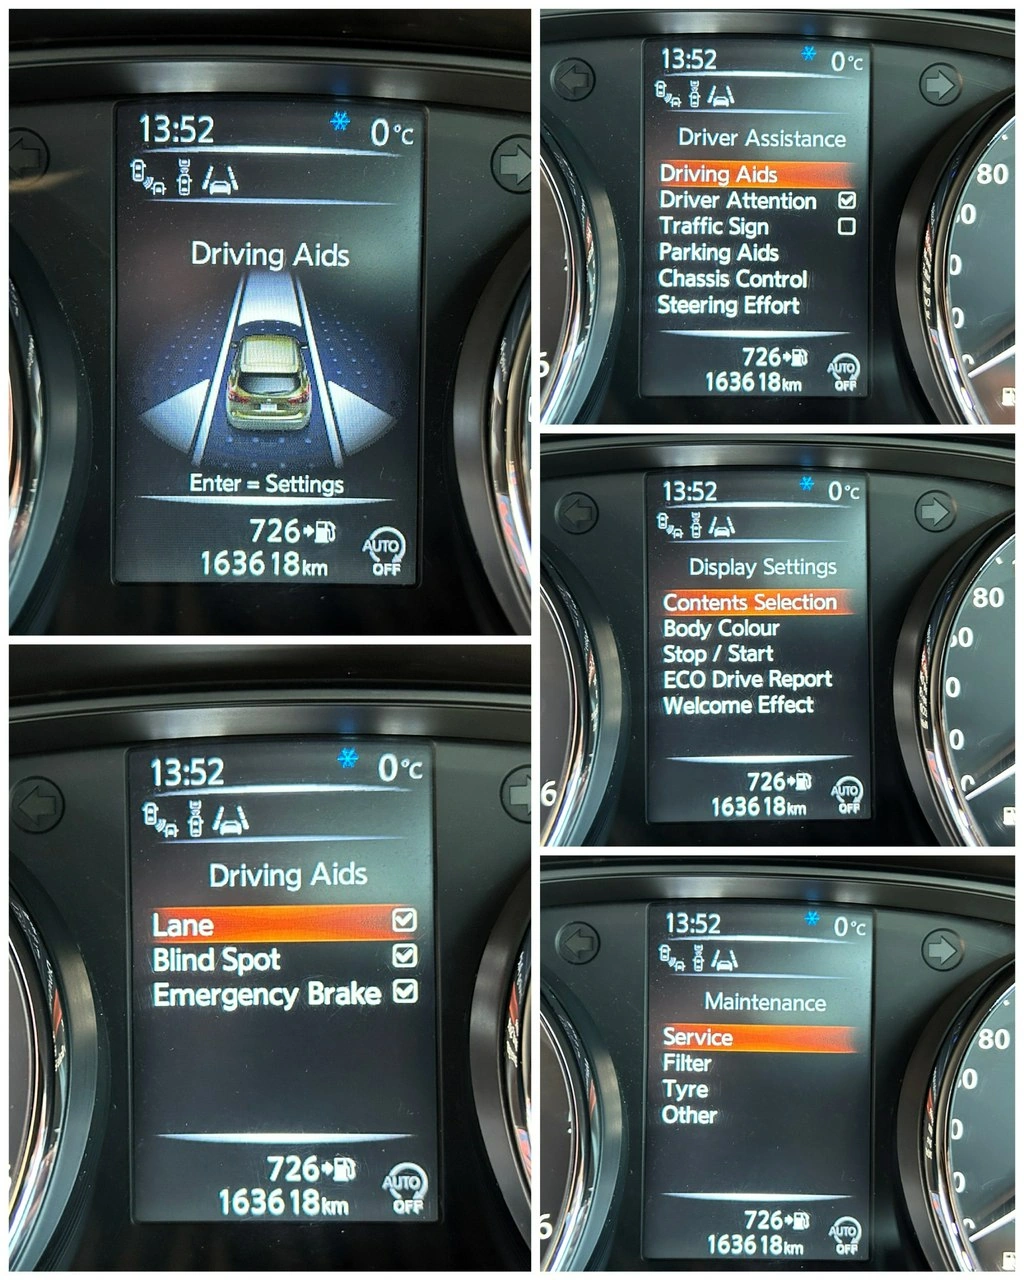 13:52 0°C
Driving Aids
Enter = Settings
726
163618km
AUTO
OFF
13:52 0°C
Driving Aids
Lane
Blind Spot
Emergency Brake
726
163618km
AUTO
OFF
6
13:52 0°C
Driver Assistance
Driving Aids
Driver Attention
Traffic Sign
Parking Aids
Chassis Control
Steering Effort
726
163618km
AUTO
OFF
80
6
13:52 0°C
Display Settings
Contents Selection
Body Colour
Stop / Start
ECO Drive Report
Welcome Effect
726
163618km
AUTO
OFF
80
6
13:52 0°C
Maintenance
Service
Filter
Tyre
Other
726
163618km
AUTO
OFF
80